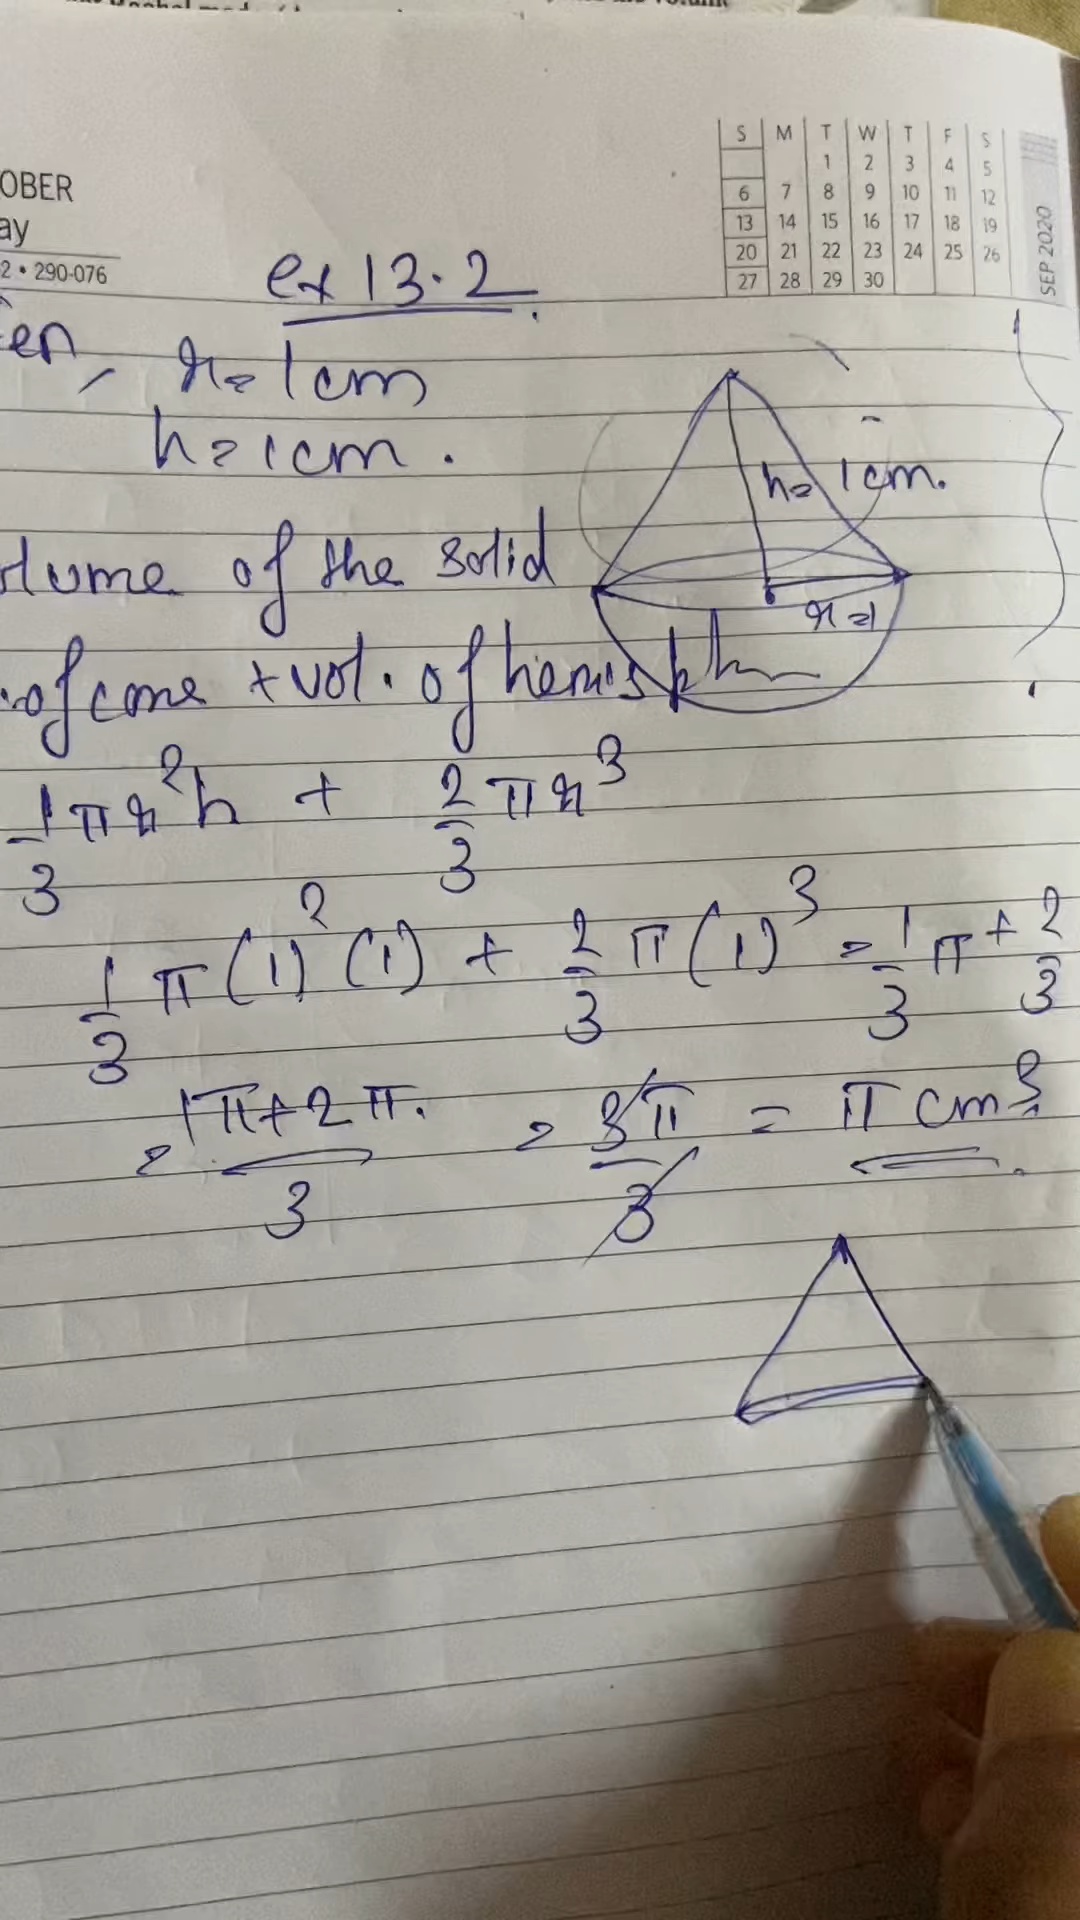 S M T W T F S
1 2 3 4 5
6 7 8 9 10 11 12
13 14 15 16 17 18 19
20 21 22 23 24 25 26
27 28 29 30
SEP 2020
OBER
ay
2 • 290-076
ex 13.2
en, r = 1cm
h = 1cm.
h = 1cm.
r = 1
lume of the solid
. of cone + vol. of hemisph
1/3 πr²h + 2/3 πr³
1/3 π(1)²(1) + 2/3 π(1)³ = 1/3 π + 2/3
= 1π+2π/3 = 3π/3 = π cm³.